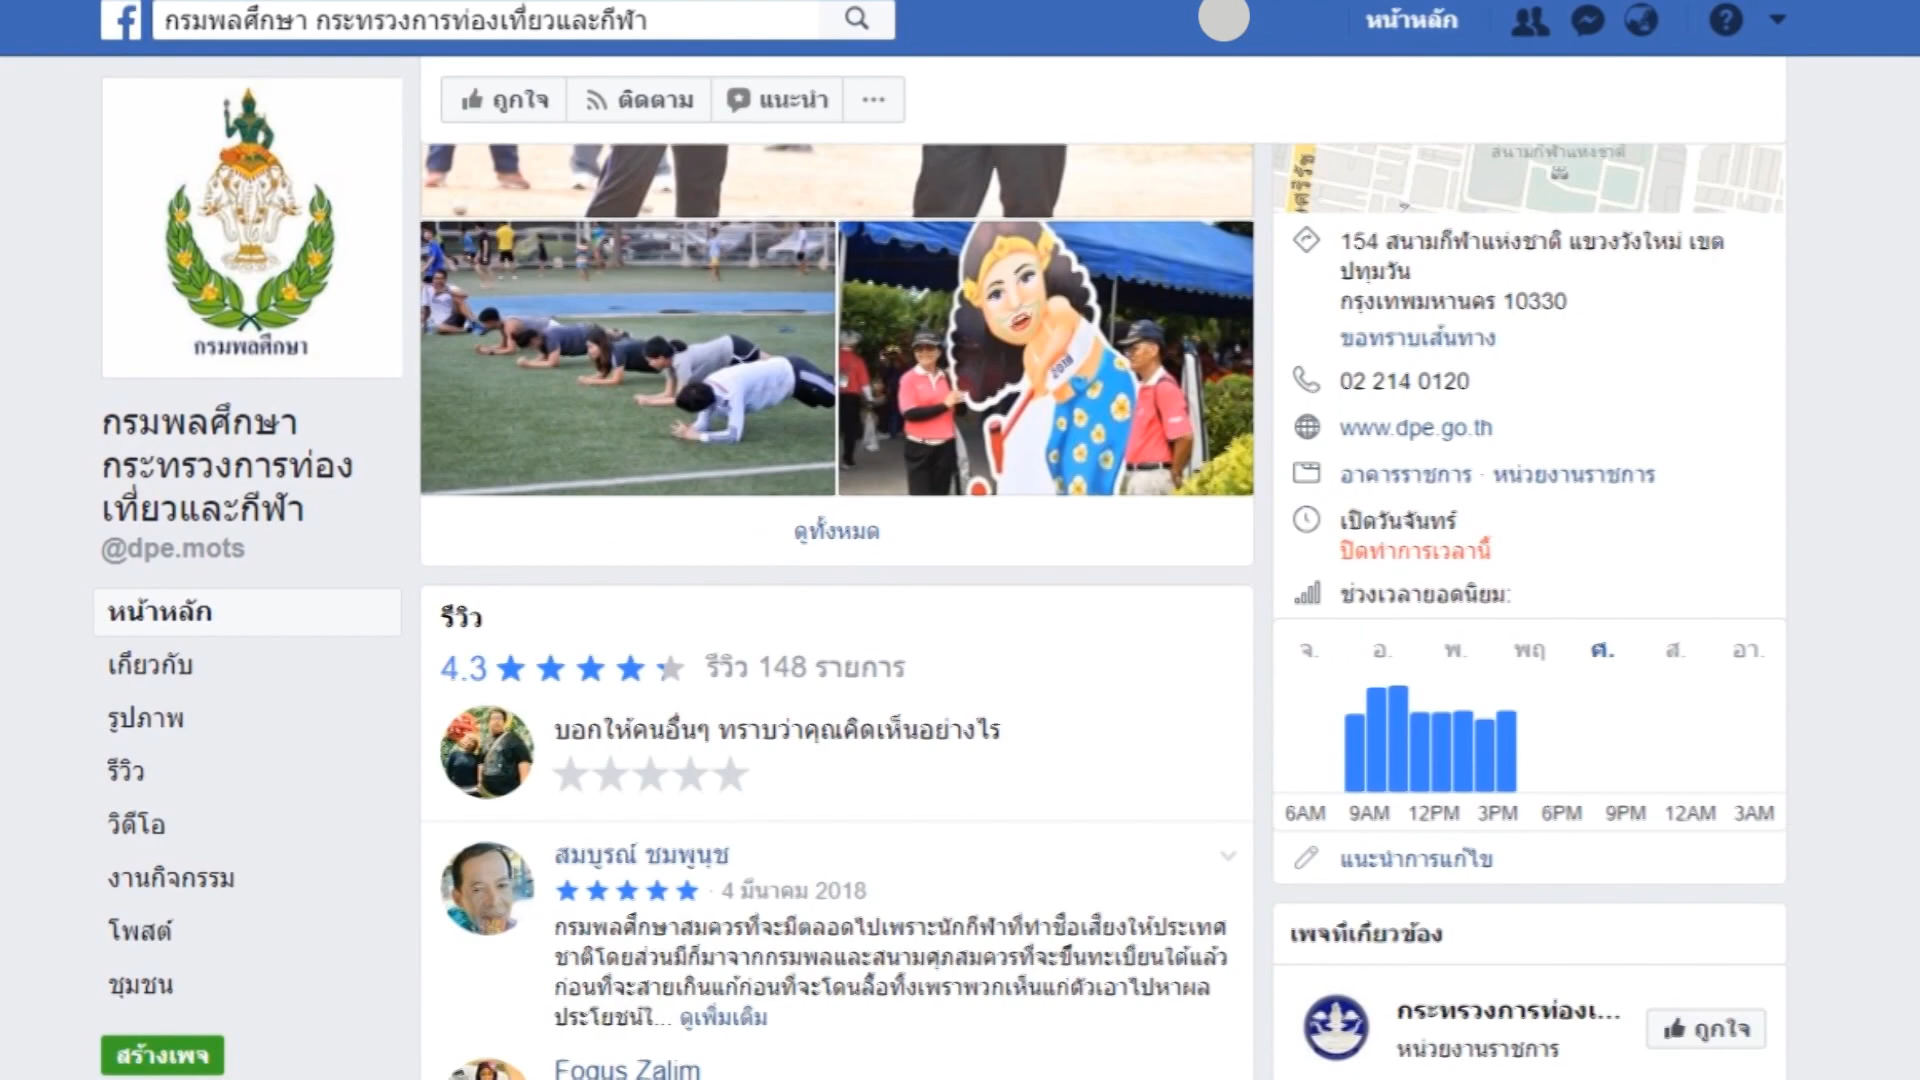 กรมพลศึกษา กระทรวงการท่องเที่ยวและกีฬา
หน้าหลัก
ถูกใจ
ติดตาม
แนะนำ
กรมพลศึกษา
กรมพลศึกษา
กระทรวงการท่อง
เที่ยวและกีฬา
@dpe.mots
หน้าหลัก
เกี่ยวกับ
รูปภาพ
รีวิว
วิดีโอ
งานกิจกรรม
โพสต์
ชุมชน
สร้างเพจ
2018
ดูทั้งหมด
รีวิว
4.3
รีวิว 148 รายการ
บอกให้คนอื่นๆ ทราบว่าคุณคิดเห็นอย่างไร
สมบูรณ์ ชมพูนุช
· 4 มีนาคม 2018
กรมพลศึกษาสมควรที่จะมีตลอดไปเพราะนักกีฬาที่ทำชื่อเสียงให้ประเทศ
ชาติโดยส่วนมีก็มาจากกรมพลและสนามศุภสมควรที่จะขึ้นทะเบียนได้แล้ว
ก่อนที่จะสายเกินแก้ก่อนที่จะโดนลื้อทิ้งเพราพวกเห็นแก่ตัวเอาไปหาผล
ประโยชน์ไ... ดูเพิ่มเติม
Fogus Zalim
สนามกีฬาแห่งชาติ
154 สนามกีฬาแห่งชาติ แขวงวังใหม่ เขต
ปทุมวัน
กรุงเทพมหานคร 10330
ขอทราบเส้นทาง
02 214 0120
www.dpe.go.th
อาคารราชการ · หน่วยงานราชการ
เปิดวันจันทร์
ปิดทำการเวลานี้
ช่วงเวลายอดนิยม:
จ. อ. พ. พฤ ศ. ส. อา.
6AM 9AM 12PM 3PM 6PM 9PM 12AM 3AM
แนะนำการแก้ไข
เพจที่เกี่ยวข้อง
กระทรวงการท่องเ...
หน่วยงานราชการ
ถูกใจ